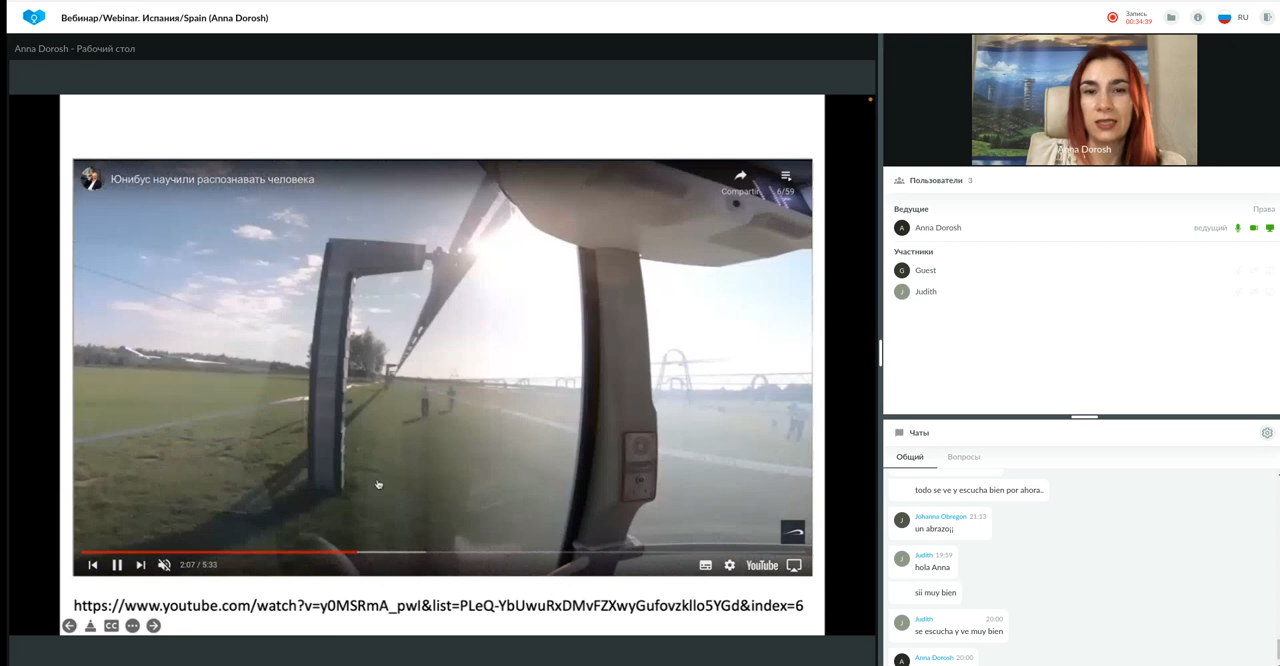 Вебинар/Webinar. Испания/Spain (Anna Dorosh)
Запись
00:34:39
RU
Anna Dorosh - Рабочий стол
Юнибус научили распознавать человека
Compartir
6/59
2:07 / 5:33
YouTube
https://www.youtube.com/watch?v=y0MSRmA_pwI&list=PLeQ-YbUwuRxDMvFZXwyGufovzkllo5YGd&index=6
CC
Anna Dorosh
Пользователи 3
Ведущие
Права
A
Anna Dorosh
ведущий
Участники
G
Guest
J
Judith
Чаты
Общий
Вопросы
todo se ve y escucha bien por ahora..
J
Johanna Obregon 21:13
un abrazo¡¡
J
Judith 19:59
hola Anna
sii muy bien
J
Judith 20:00
se escucha y ve muy bien
A
Anna Dorosh 20:00